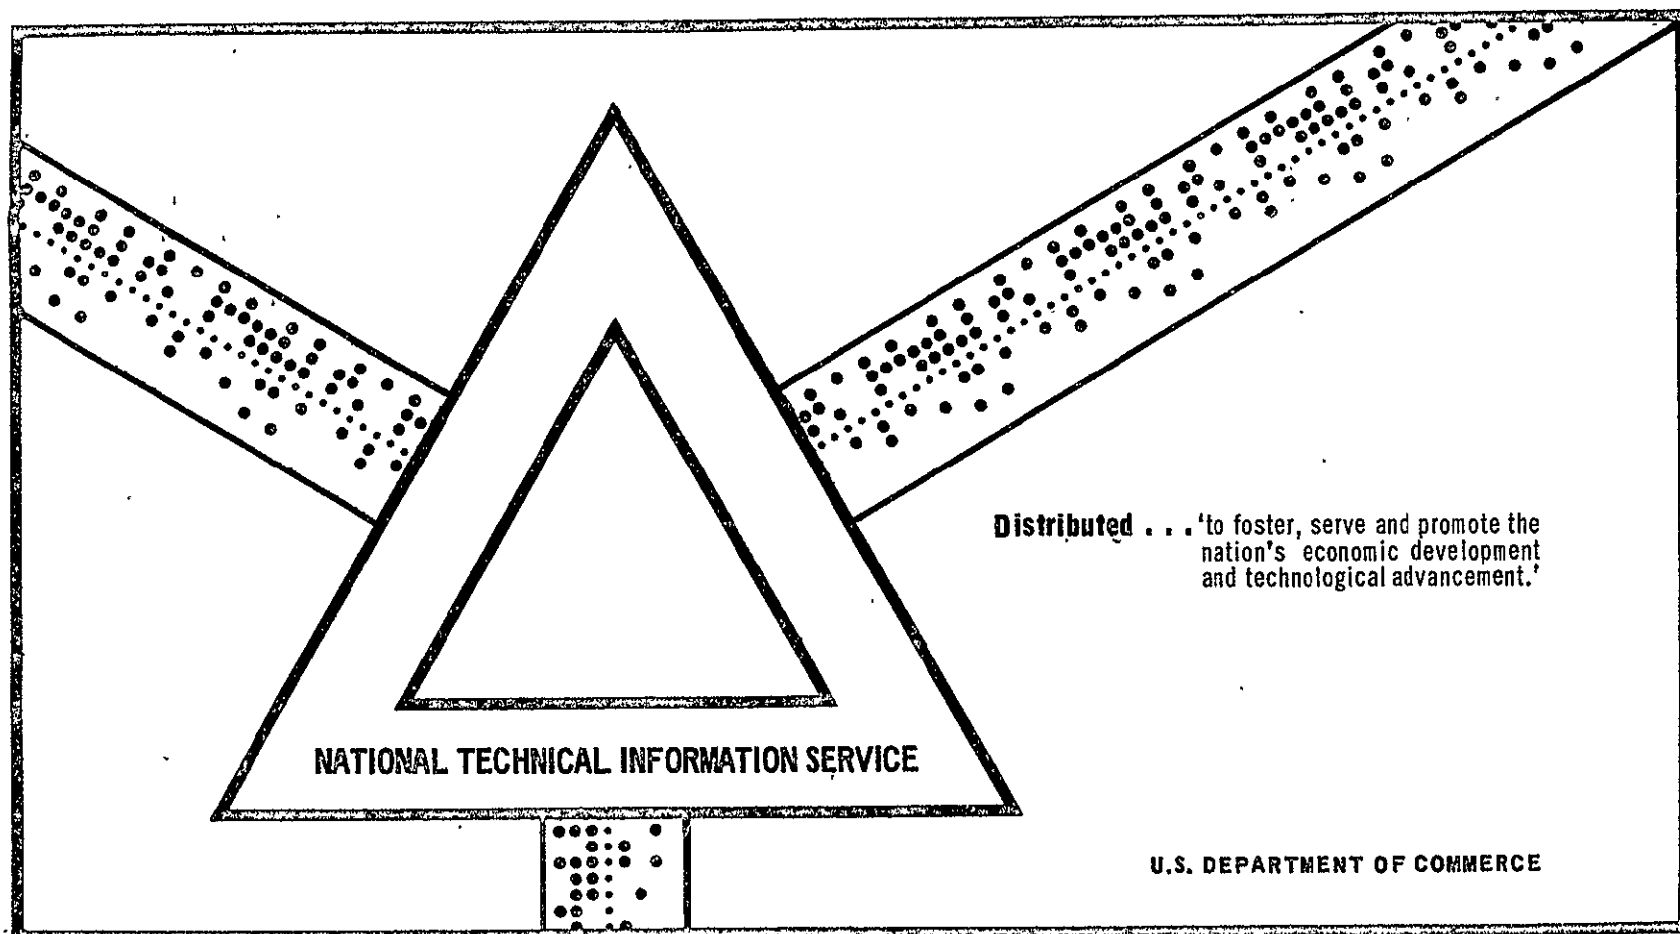 Distributed . . . 'to foster, serve and promote the
nation's economic development
and technological advancement.'
NATIONAL TECHNICAL INFORMATION SERVICE
U.S. DEPARTMENT OF COMMERCE